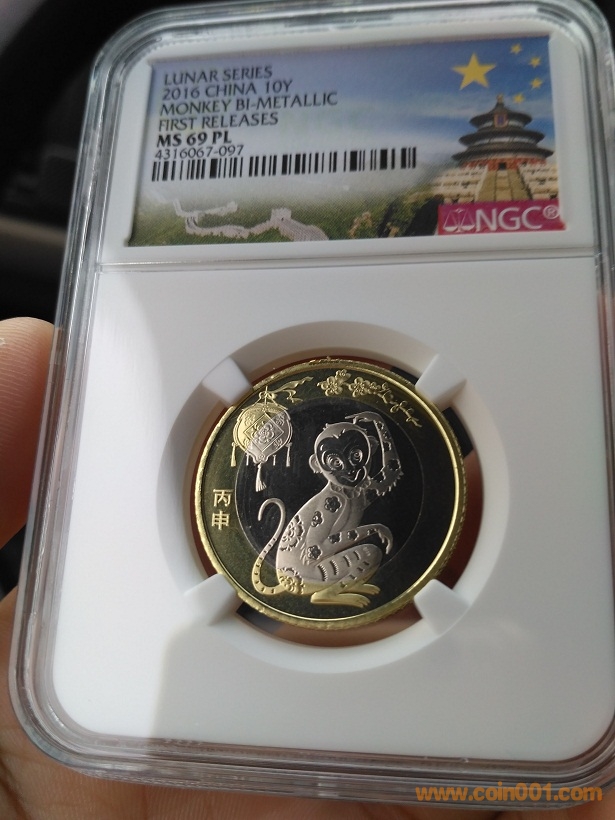 LUNAR SERIES
2016 CHINA 10Y
MONKEY BI-METALLIC
FIRST RELEASES
MS 69 PL
4316067-097
NGC®
丙申
www.coin001.com